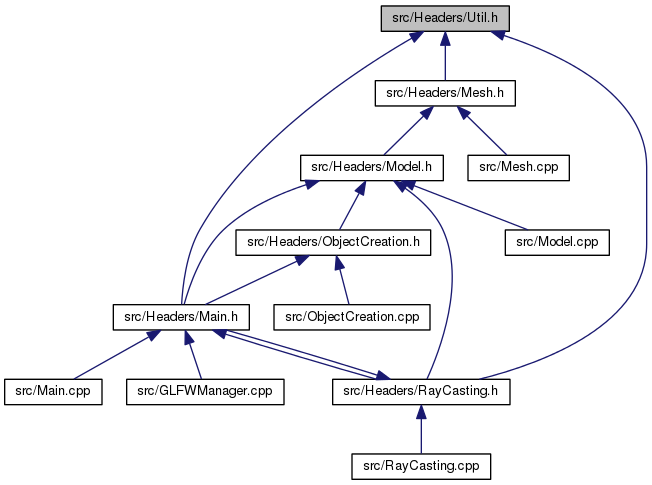 src/Headers/Util.h
src/Headers/Mesh.h
src/Headers/Model.h
src/Mesh.cpp
src/Headers/ObjectCreation.h
src/Model.cpp
src/Headers/Main.h
src/ObjectCreation.cpp
src/Main.cpp
src/GLFWManager.cpp
src/Headers/RayCasting.h
src/RayCasting.cpp